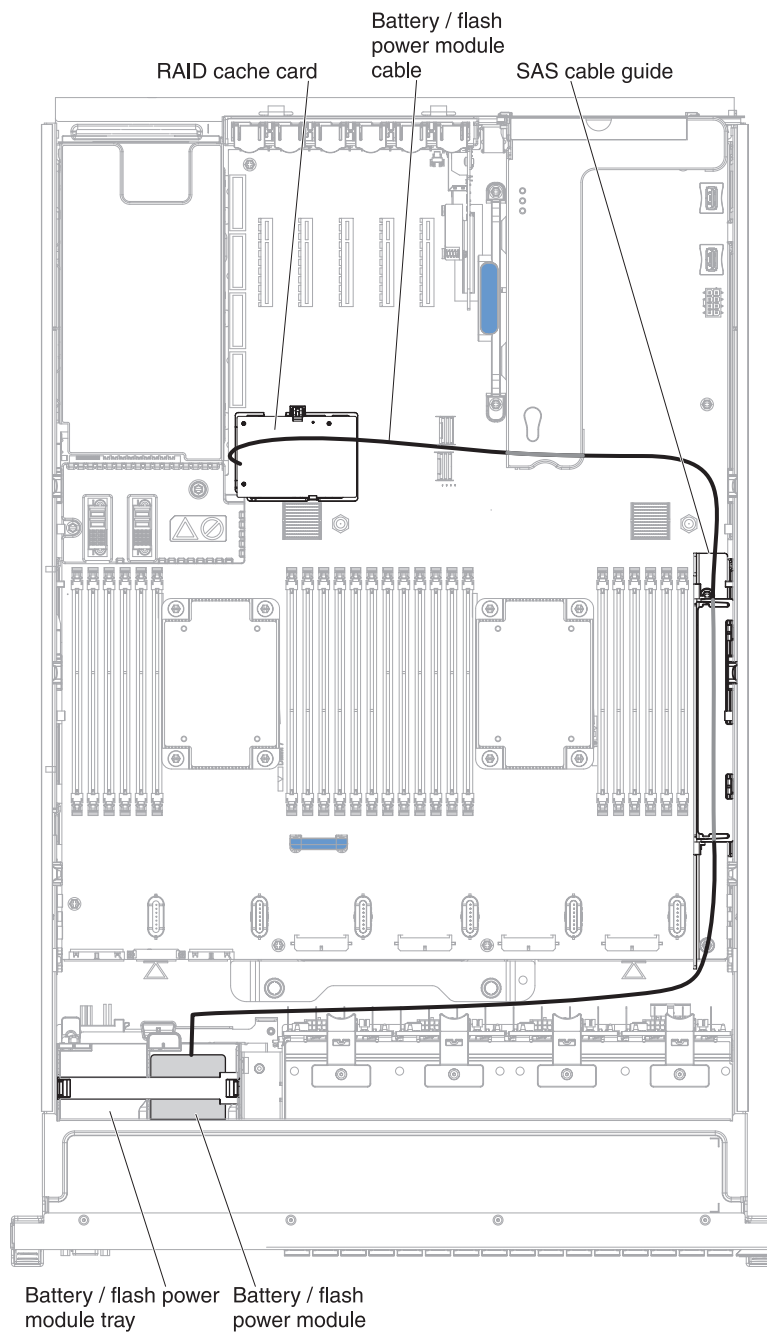 Battery / flash
power module
cable
RAID cache card
SAS cable guide
Battery / flash power
module tray
Battery / flash
power module